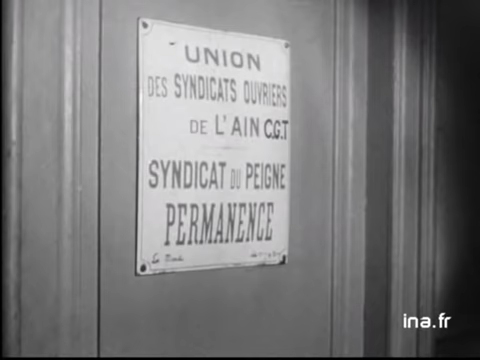 UNION
DES SYNDICATS OUVRIERS
DE L'AIN C.G.T
SYNDICAT DU PEIGNE
PERMANENCE
ina.fr